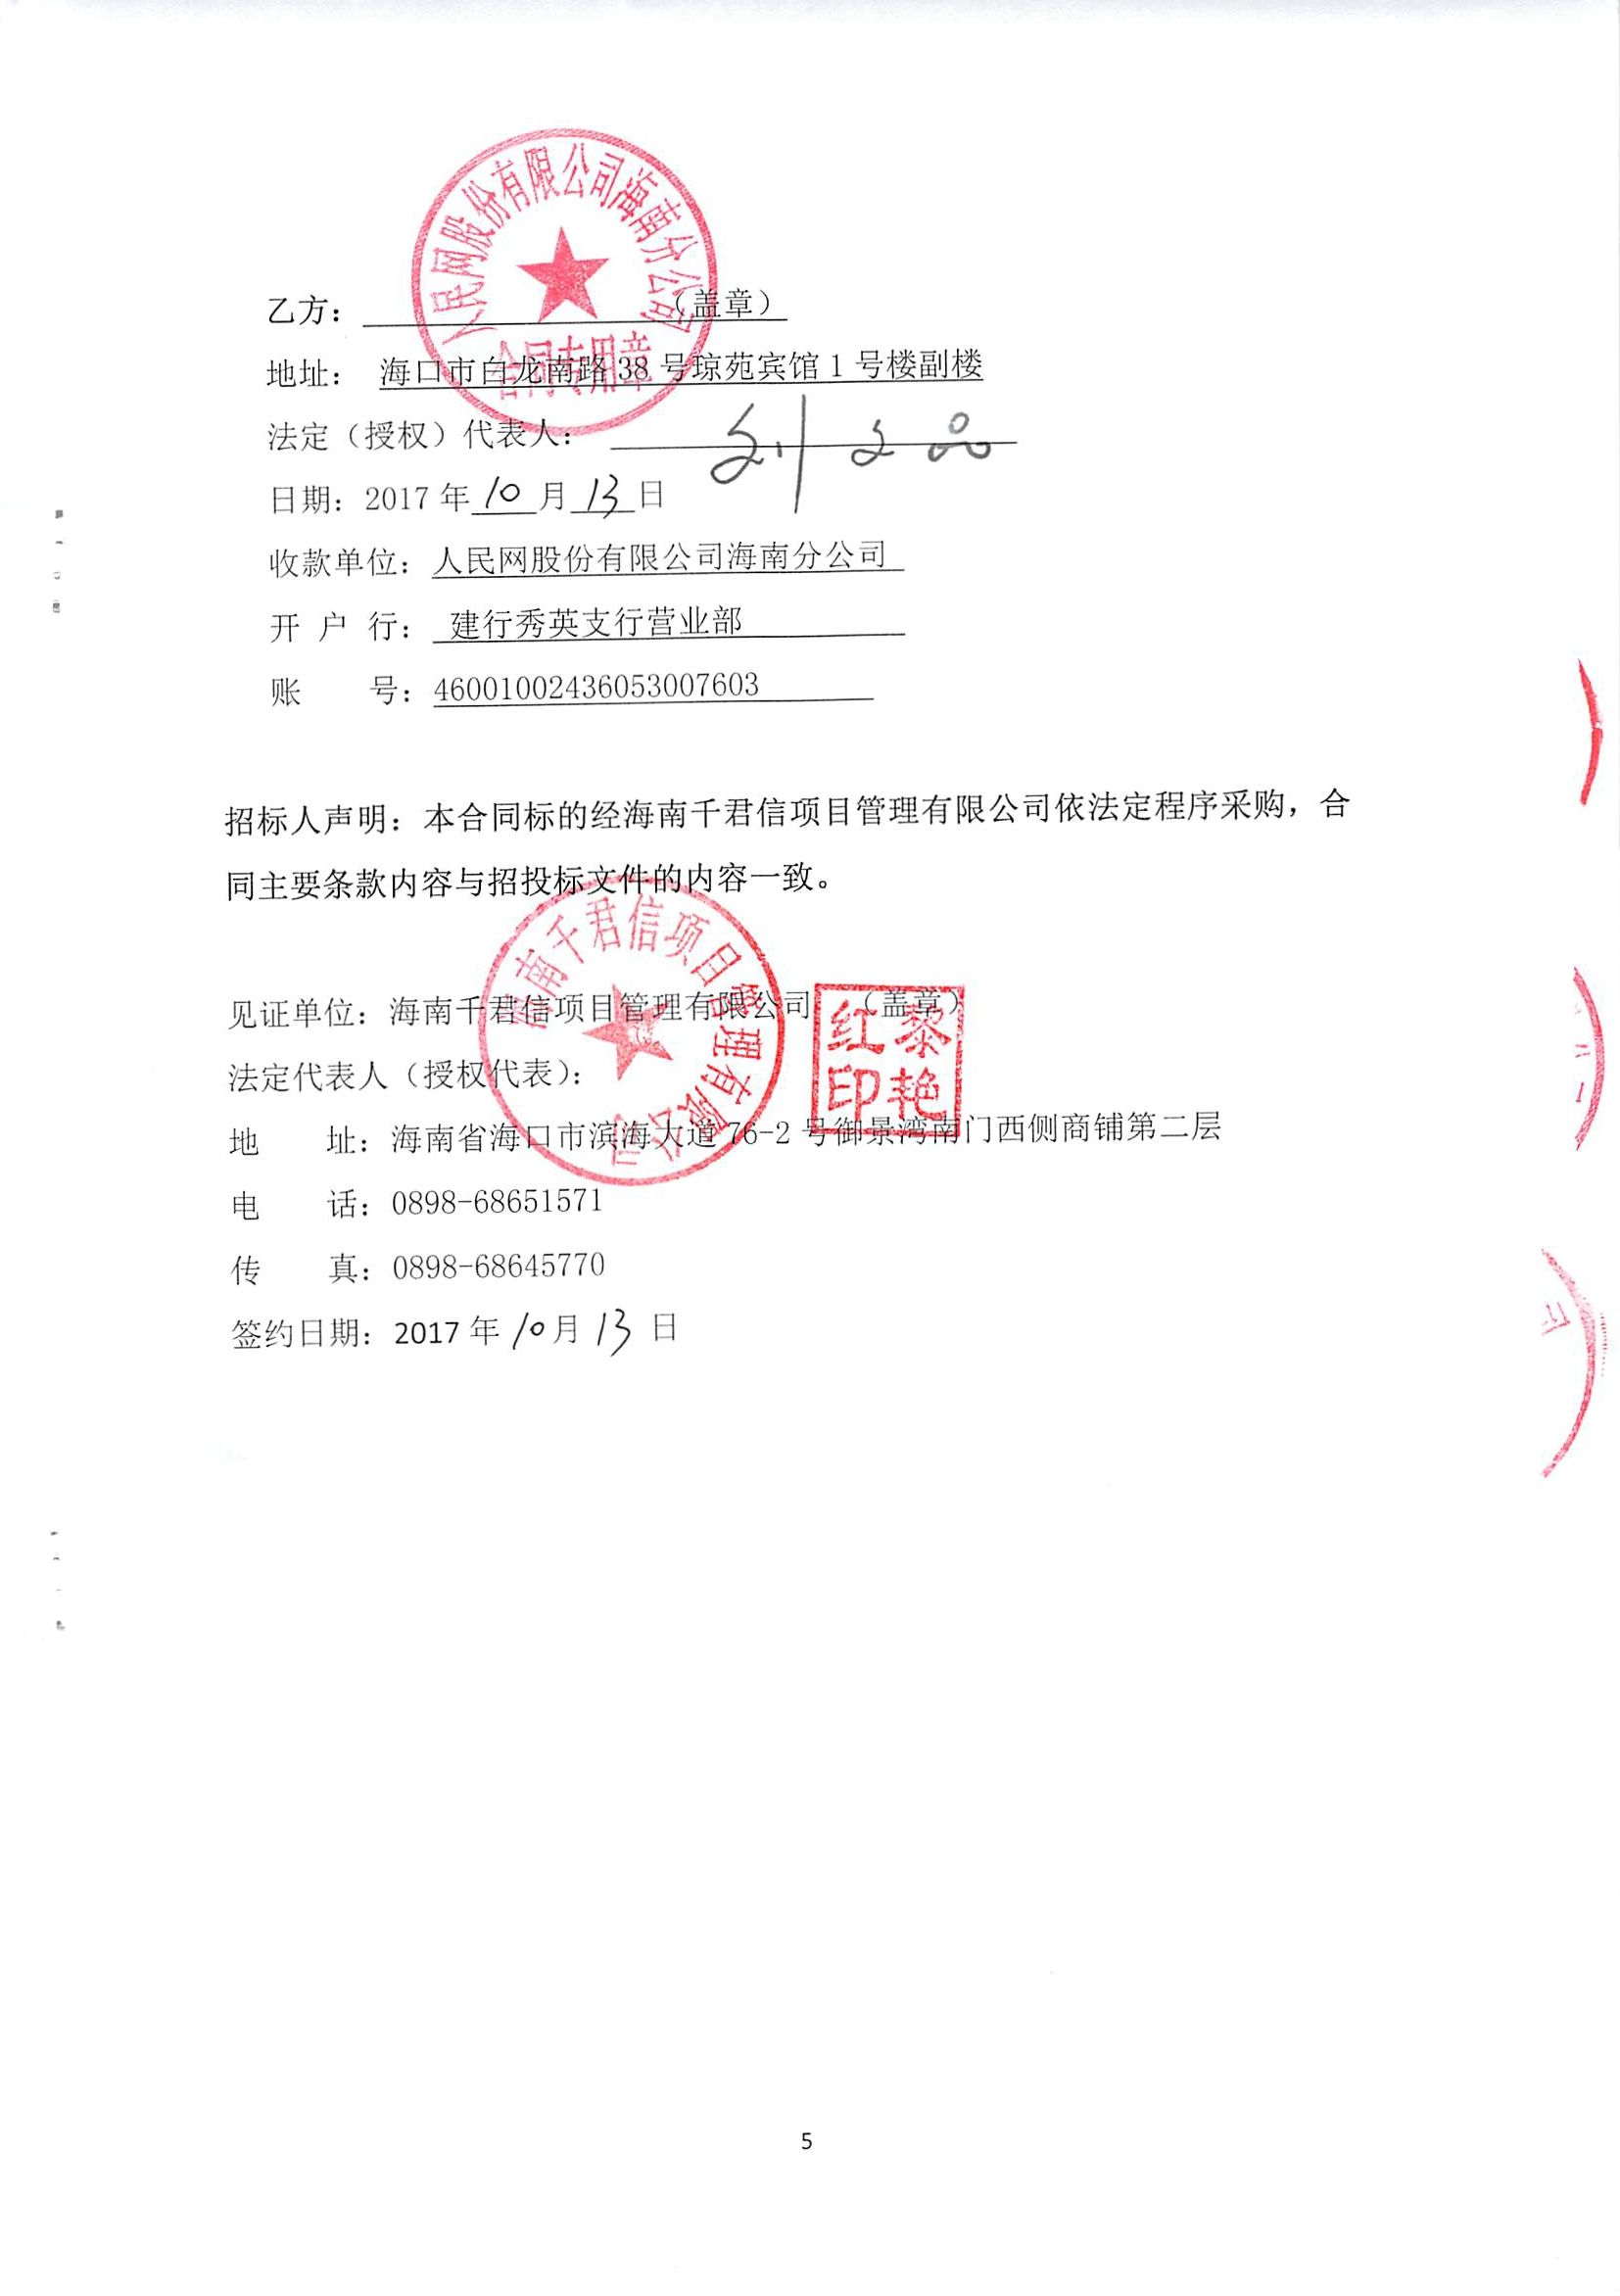 人民网股份有限公司海南分公司
合同专用章
乙方：（盖章）
地址： 海口市白龙南路 38 号琼苑宾馆 1 号楼副楼
法定（授权）代表人：
日期：2017 年 10 月 13 日
收款单位：人民网股份有限公司海南分公司
开 户 行： 建行秀英支行营业部
账 号：46001002436053007603
招标人声明：本合同标的经海南千君信项目管理有限公司依法定程序采购，合
同主要条款内容与招投标文件的内容一致。
海南千君信项目管理有限公司
见证单位：海南千君信项目管理有限公司 （盖章）
黎艳红印
法定代表人（授权代表）：
地 址：海南省海口市滨海大道 76-2 号御景湾南门西侧商铺第二层
电 话：0898-68651571
传 真：0898-68645770
签约日期：2017 年 10 月 13 日
5